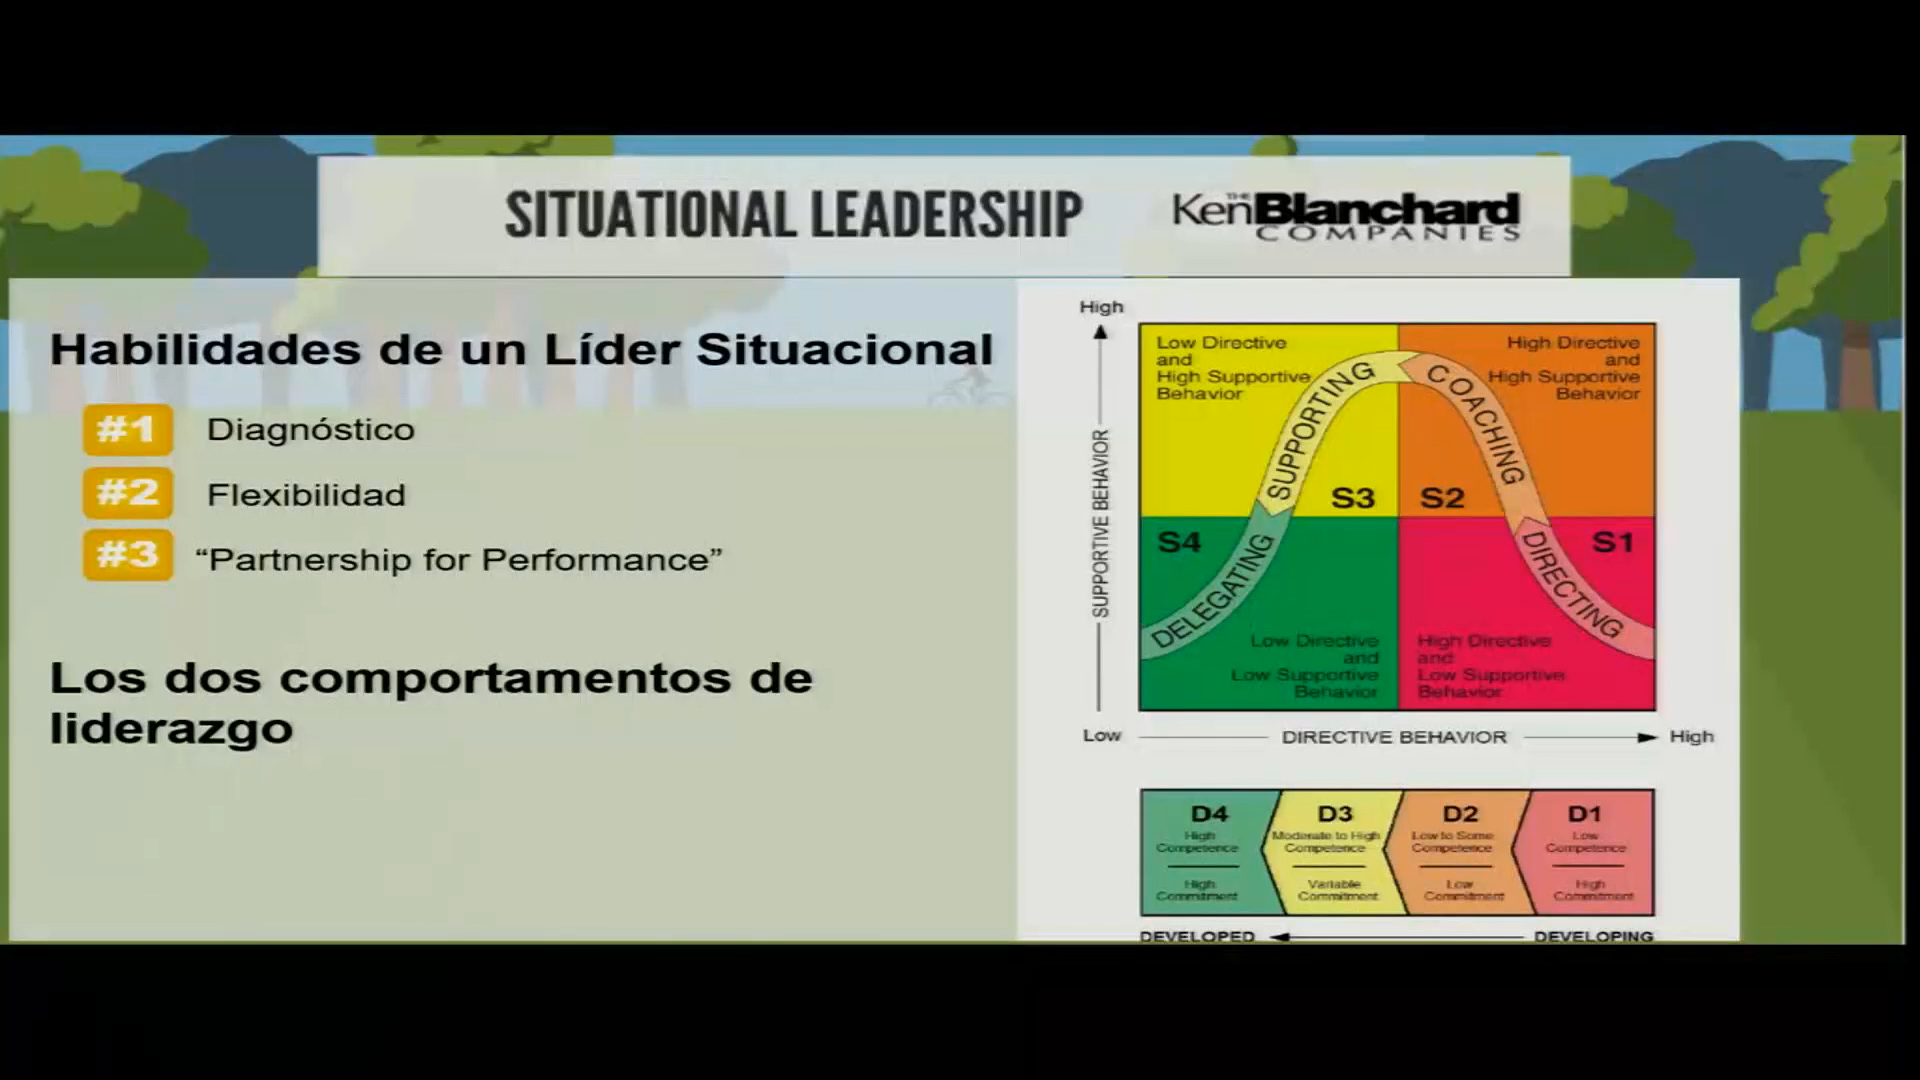 SITUATIONAL LEADERSHIP
THE
KenBlanchard
COMPANIES
Habilidades de un Líder Situacional
#1 Diagnóstico
#2 Flexibilidad
#3 “Partnership for Performance”
Los dos comportamientos de
liderazgo
High
SUPPORTIVE BEHAVIOR
Low Directive
and
High Supportive
Behavior
High Directive
and
High Supportive
Behavior
SUPPORTING
COACHING
S3
S2
S4
S1
DELEGATING
DIRECTING
Low Directive
and
Low Supportive
Behavior
High Directive
and
Low Supportive
Behavior
Low
DIRECTIVE BEHAVIOR
High
D4
High
Competence
High
Commitment
D3
Moderate to High
Competence
Variable
Commitment
D2
Low to Some
Competence
Low
Commitment
D1
Low
Competence
High
Commitment
DEVELOPED
DEVELOPING